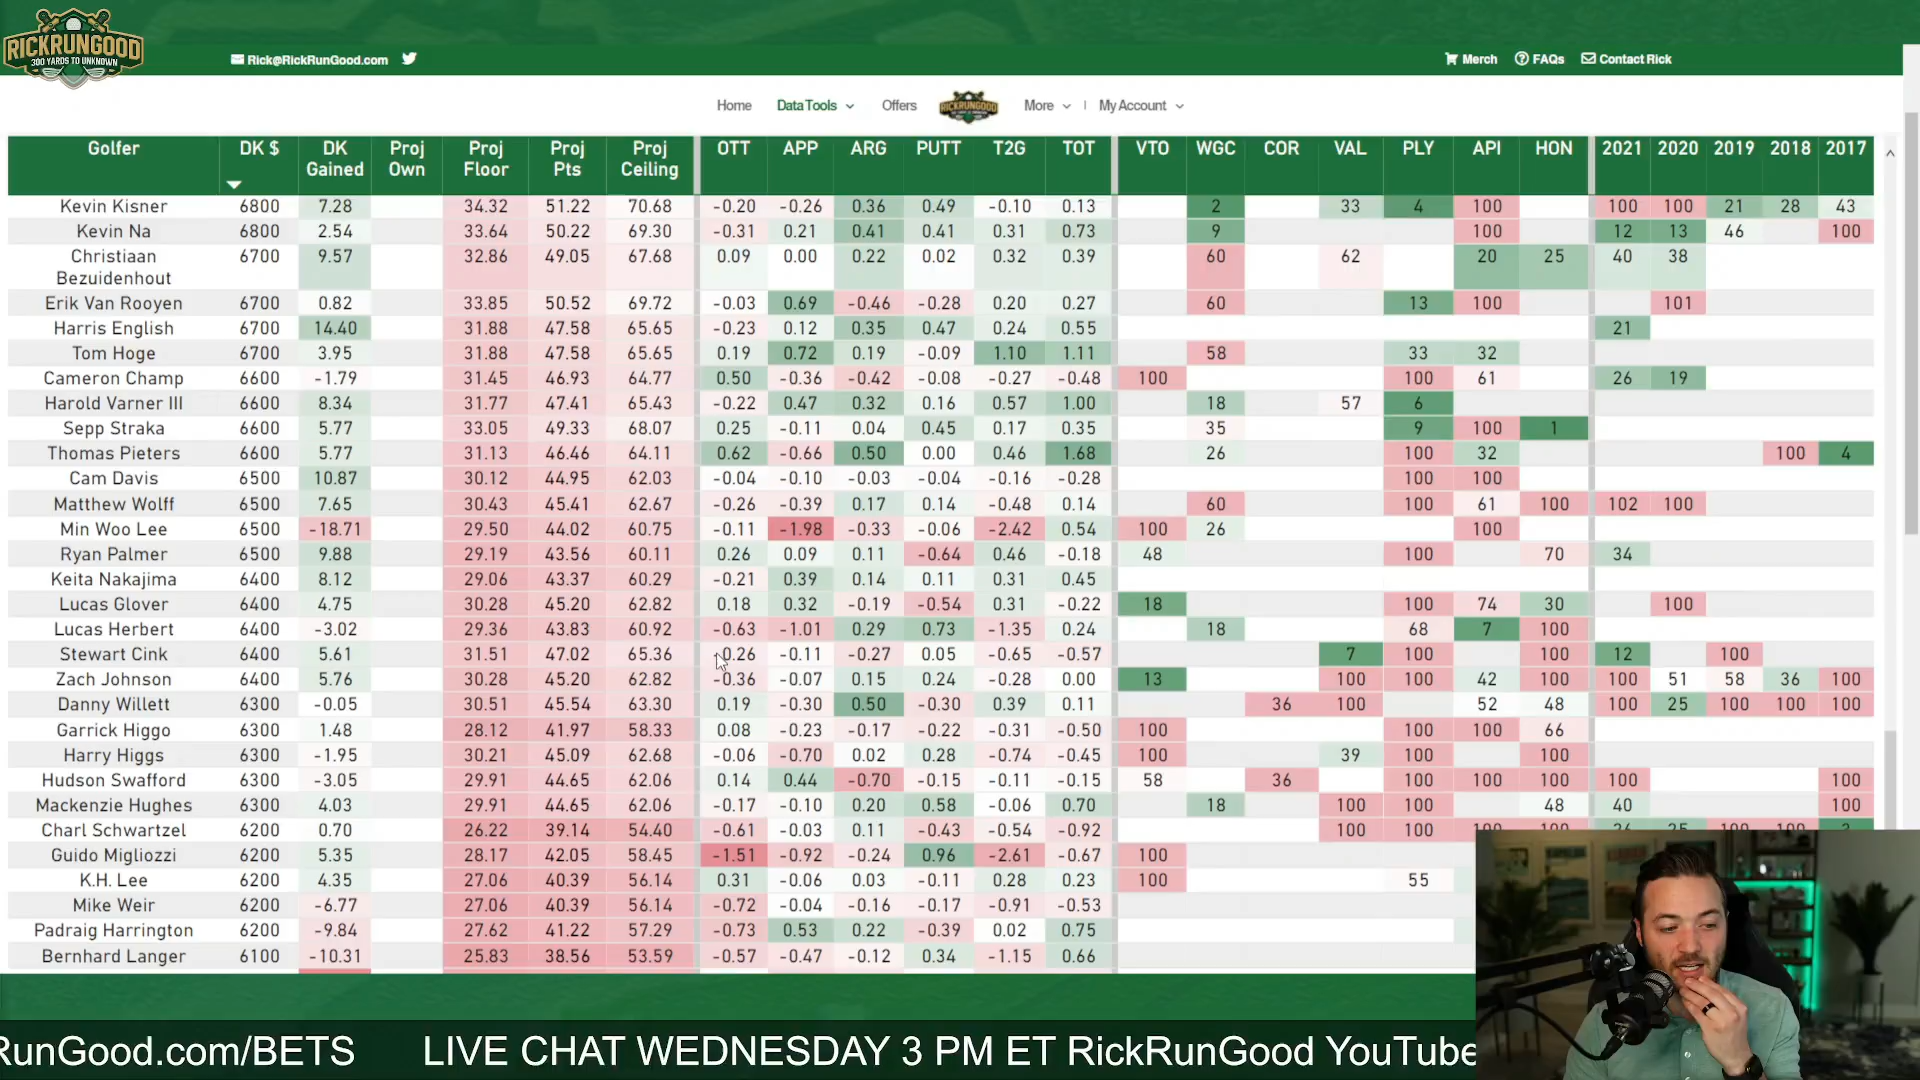 RICKRUNGOOD
300 YARDS TO UNKNOWN
Rick@RickRunGood.com
Merch FAQs Contact Rick
Home Data Tools Offers RICKRUNGOOD More My Account
Golfer DK $ DK Gained Proj Own Proj Floor Proj Pts Proj Ceiling OTT APP ARG PUTT T2G TOT VTO WGC COR VAL PLY API HON 2021 2020 2019 2018 2017
Kevin Kisner 6800 7.28 34.32 51.22 70.68 -0.20 -0.26 0.36 0.49 -0.10 0.13 2 33 4 100 100 100 21 28 43
Kevin Na 6800 2.54 33.64 50.22 69.30 -0.31 0.21 0.41 0.41 0.31 0.73 9 100 12 13 46 100
Christiaan Bezuidenhout 6700 9.57 32.86 49.05 67.68 0.09 0.00 0.22 0.02 0.32 0.39 60 62 20 25 40 38
Erik Van Rooyen 6700 0.82 33.85 50.52 69.72 -0.03 0.69 -0.46 -0.28 0.20 0.27 60 13 100 101
Harris English 6700 14.40 31.88 47.58 65.65 -0.23 0.12 0.35 0.47 0.24 0.55 21
Tom Hoge 6700 3.95 31.88 47.58 65.65 0.19 0.72 0.19 -0.09 1.10 1.11 58 33 32
Cameron Champ 6600 -1.79 31.45 46.93 64.77 0.50 -0.36 -0.42 -0.08 -0.27 -0.48 100 100 61 26 19
Harold Varner III 6600 8.34 31.77 47.41 65.43 -0.22 0.47 0.32 0.16 0.57 1.00 18 57 6
Sepp Straka 6600 5.77 33.05 49.33 68.07 0.25 -0.11 0.04 0.45 0.17 0.35 35 9 100 1
Thomas Pieters 6600 5.77 31.13 46.46 64.11 0.62 -0.66 0.50 0.00 0.46 1.68 26 100 32 100 4
Cam Davis 6500 10.87 30.12 44.95 62.03 -0.04 -0.10 -0.03 -0.04 -0.16 -0.28 100 100
Matthew Wolff 6500 7.65 30.43 45.41 62.67 -0.26 -0.39 0.17 0.14 -0.48 0.14 60 100 61 100 102 100
Min Woo Lee 6500 -18.71 29.50 44.02 60.75 -0.11 -1.98 -0.33 -0.06 -2.42 0.54 100 26 100
Ryan Palmer 6500 9.88 29.19 43.56 60.11 0.26 0.09 0.11 -0.64 0.46 -0.18 48 100 70 34
Keita Nakajima 6400 8.12 29.06 43.37 60.29 -0.21 0.39 0.14 0.11 0.31 0.45
Lucas Glover 6400 4.75 30.28 45.20 62.82 0.18 0.32 -0.19 -0.54 0.31 -0.22 18 100 74 30 100
Lucas Herbert 6400 -3.02 29.36 43.83 60.92 -0.63 -1.01 0.29 0.73 -1.35 0.24 18 68 7 100
Stewart Cink 6400 5.61 31.51 47.02 65.36 -0.26 -0.11 -0.27 0.05 -0.65 -0.57 7 100 100 12 100
Zach Johnson 6400 5.76 30.28 45.20 62.82 -0.36 -0.07 0.15 0.24 -0.28 0.00 13 100 100 42 100 100 51 58 36 100
Danny Willett 6300 -0.05 30.51 45.54 63.30 0.19 -0.30 0.50 -0.30 0.39 0.11 36 100 52 48 100 25 100 100 100
Garrick Higgo 6300 1.48 28.12 41.97 58.33 0.08 -0.23 -0.17 -0.22 -0.31 -0.50 100 100 100 66
Harry Higgs 6300 -1.95 30.21 45.09 62.68 -0.06 -0.70 0.02 0.28 -0.74 -0.45 100 39 100 100
Hudson Swafford 6300 -3.05 29.91 44.65 62.06 0.14 0.44 -0.70 -0.15 -0.11 -0.15 58 36 100 100 100 100 100
Mackenzie Hughes 6300 4.03 29.91 44.65 62.06 -0.17 -0.10 0.20 0.58 -0.06 0.70 18 100 100 48 40 100
Charl Schwartzel 6200 0.70 26.22 39.14 54.40 -0.61 -0.03 0.11 -0.43 -0.54 -0.92 100 100
Guido Migliozzi 6200 5.35 28.17 42.05 58.45 -1.51 -0.92 -0.24 0.96 -2.61 -0.67 100
K.H. Lee 6200 4.35 27.06 40.39 56.14 0.31 -0.06 0.03 -0.11 0.28 0.23 100 55
Mike Weir 6200 -6.77 27.06 40.39 56.14 -0.72 -0.04 -0.16 -0.17 -0.91 -0.53
Padraig Harrington 6200 -9.84 27.62 41.22 57.29 -0.73 0.53 0.22 -0.39 0.02 0.75
Bernhard Langer 6100 -10.31 25.83 38.56 53.59 -0.57 -0.47 -0.12 0.34 -1.15 0.66
RunGood.com/BETS LIVE CHAT WEDNESDAY 3 PM ET RickRunGood YouTube